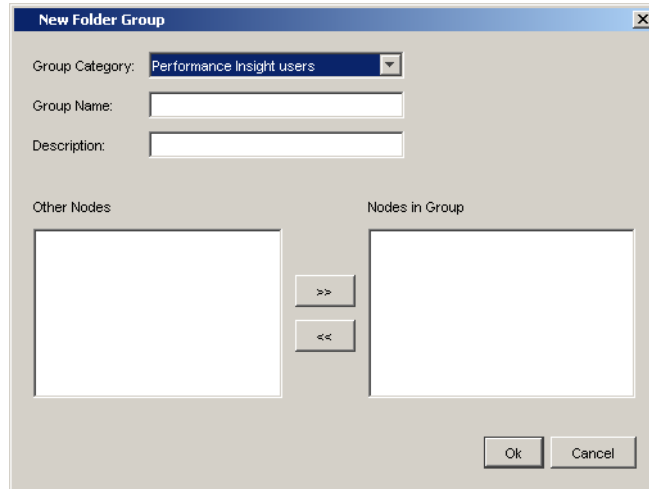 New Folder Group
Group Category: Performance Insight users
Group Name:
Description:
Other Nodes Nodes in Group
>>
<<
Ok Cancel